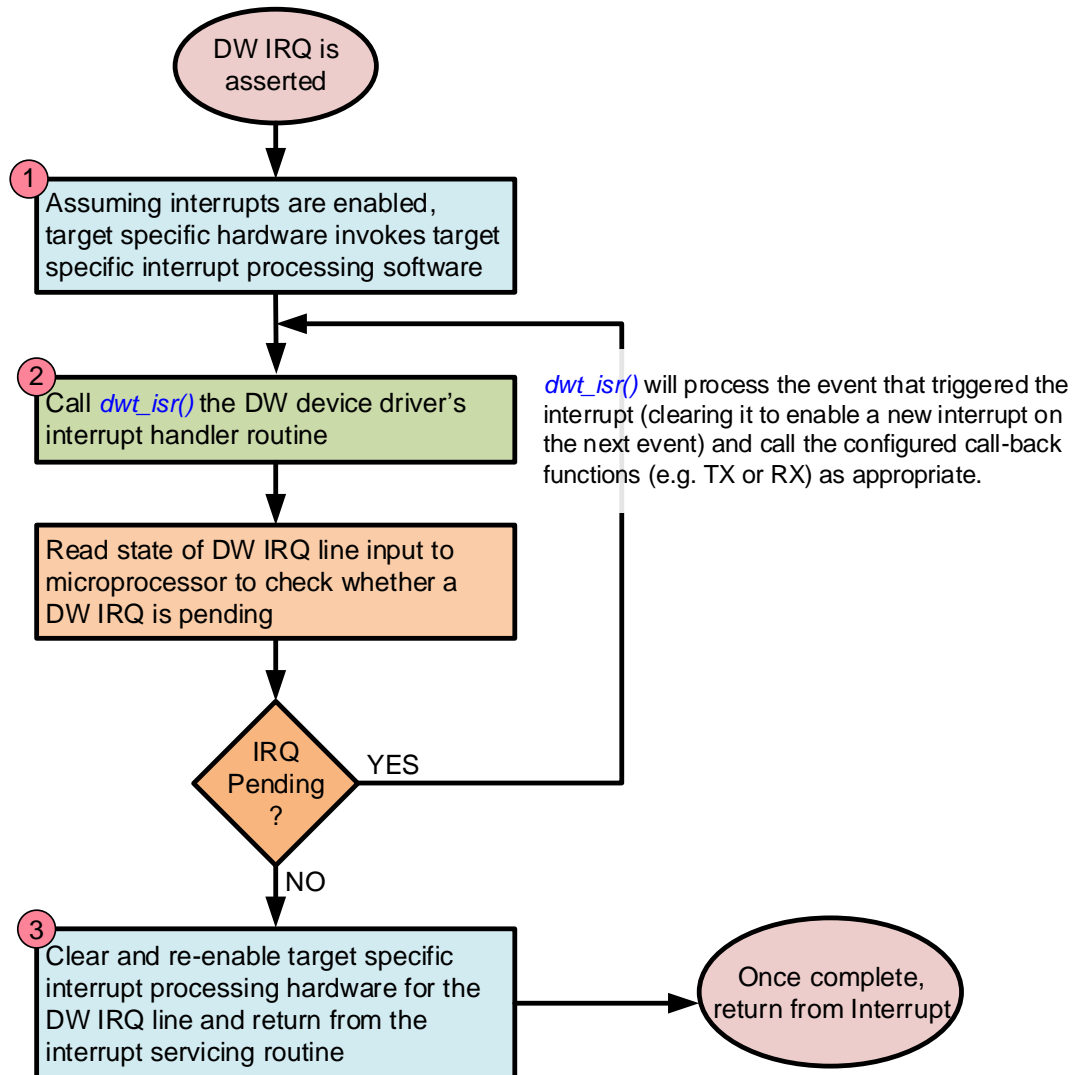 DW IRQ is
asserted
1
Assuming interrupts are enabled,
target specific hardware invokes target
specific interrupt processing software
2
Call dwt_isr() the DW device driver's
interrupt handler routine
dwt_isr() will process the event that triggered the
interrupt (clearing it to enable a new interrupt on
the next event) and call the configured call-back
functions (e.g. TX or RX) as appropriate.
Read state of DW IRQ line input to
microprocessor to check whether a
DW IRQ is pending
IRQ
Pending
?
YES
NO
3
Clear and re-enable target specific
interrupt processing hardware for the
DW IRQ line and return from the
interrupt servicing routine
Once complete,
return from Interrupt